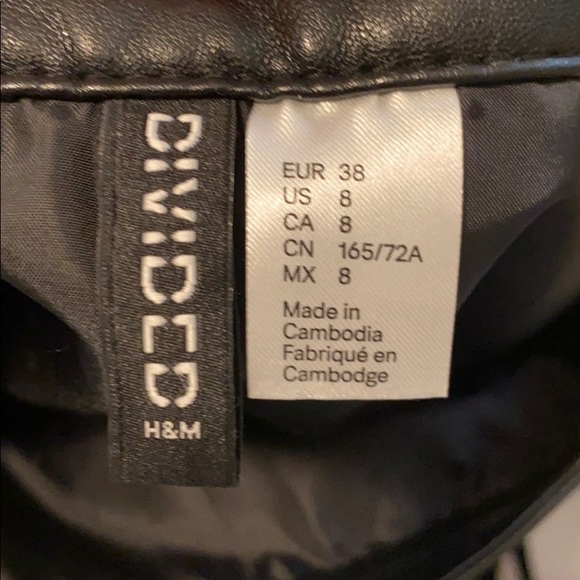 DIVIDED
H&M
EUR 38
US 8
CA 8
CN 165/72A
MX 8
Made in
Cambodia
Fabriqué en
Cambodge